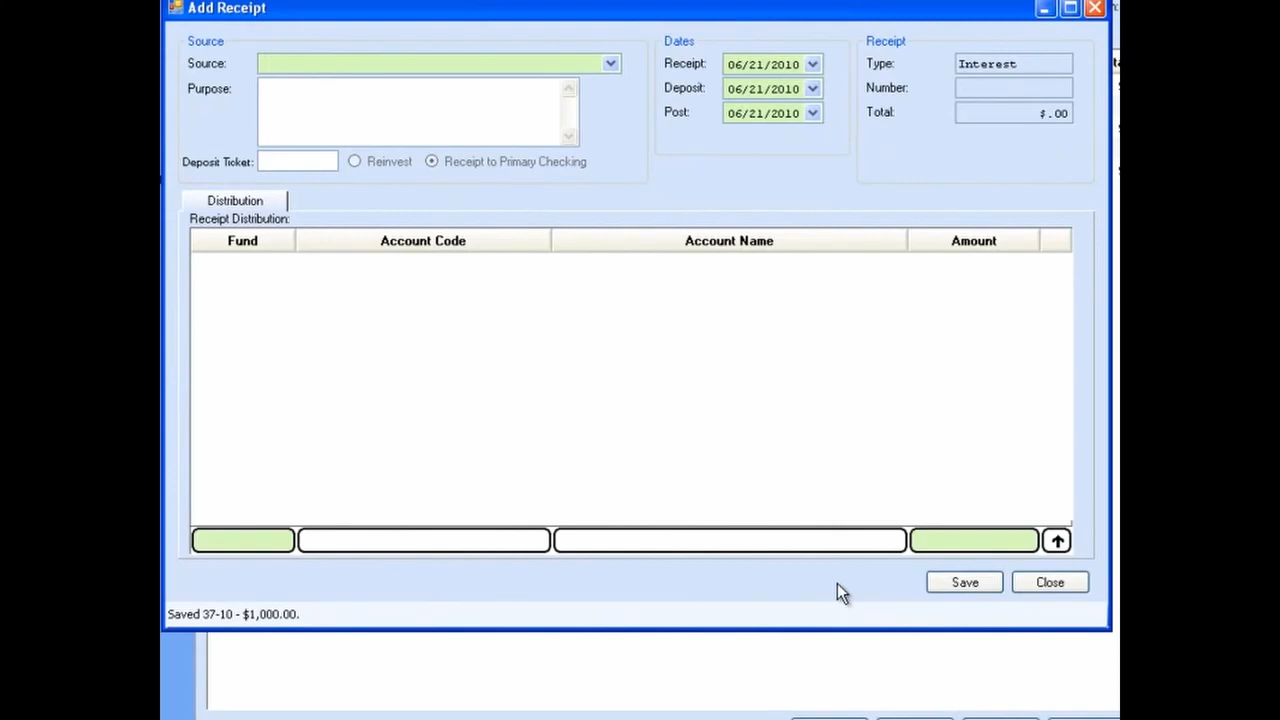 Add Receipt
Source
Source:
Purpose:
Deposit Ticket:
Reinvest
Receipt to Primary Checking
Dates
Receipt: 06/21/2010
Deposit: 06/21/2010
Post: 06/21/2010
Receipt
Type: Interest
Number:
Total: $.00
Distribution
Receipt Distribution:
Fund Account Code Account Name Amount
Save Close
Saved 37-10 - $1,000.00.